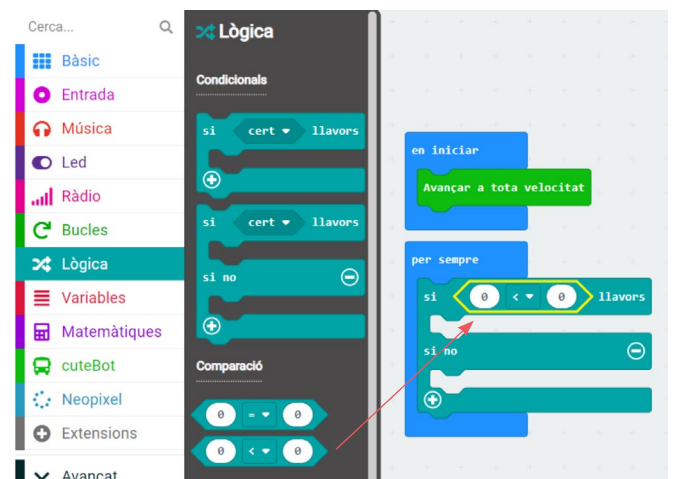 Cerca...
Bàsic
Entrada
Música
Led
Ràdio
Bucles
Lògica
Variables
Matemàtiques
cuteBot
Neopixel
Extensions
Avançat
Lògica
Condicionals
si cert llavors
si cert llavors
si no
Comparació
0 = 0
0 < 0
en iniciar
Avançar a tota velocitat
per sempre
si 0 < 0 llavors
si no